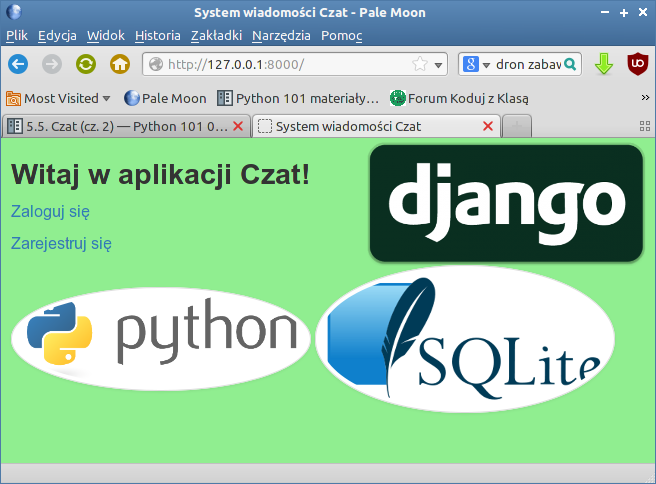 System wiadomości Czat - Pale Moon
Plik Edycja Widok Historia Zakładki Narzędzia Pomoc
http://127.0.0.1:8000/ dron zabaw
Most Visited Pale Moon Python 101 materiały... Forum Koduj z Klasą »
5.5. Czat (cz. 2) — Python 101 0... System wiadomości Czat
Witaj w aplikacji Czat!
django
Zaloguj się
Zarejestruj się
python
SQLite